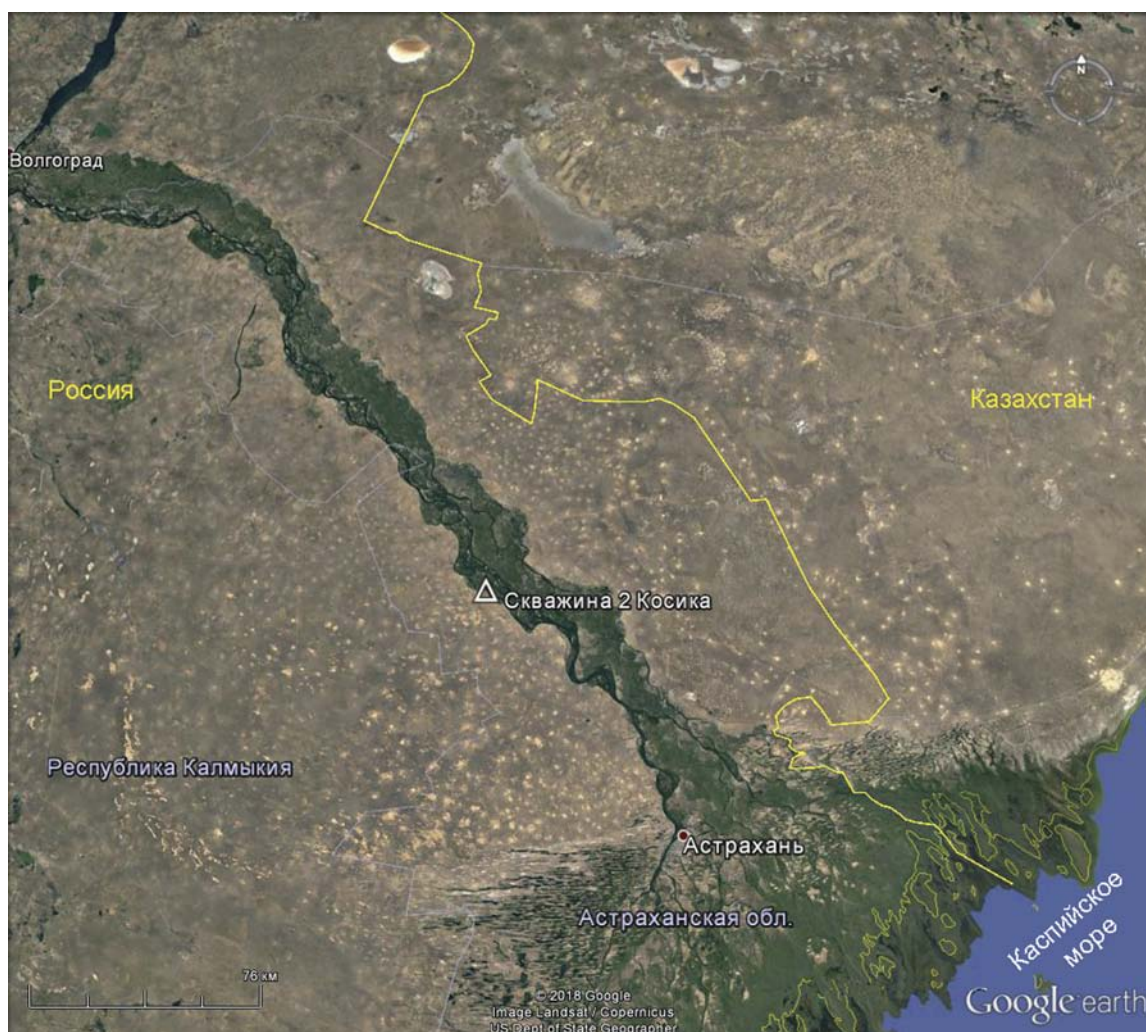 N
Волгоград
Россия
Казахстан
Скважина 2 Косика
Республика Калмыкия
Астрахань
Астраханская обл.
Каспийское
море
76 км
© 2018 Google
Image Landsat / Copernicus
US Dept of State Geographer
Google earth